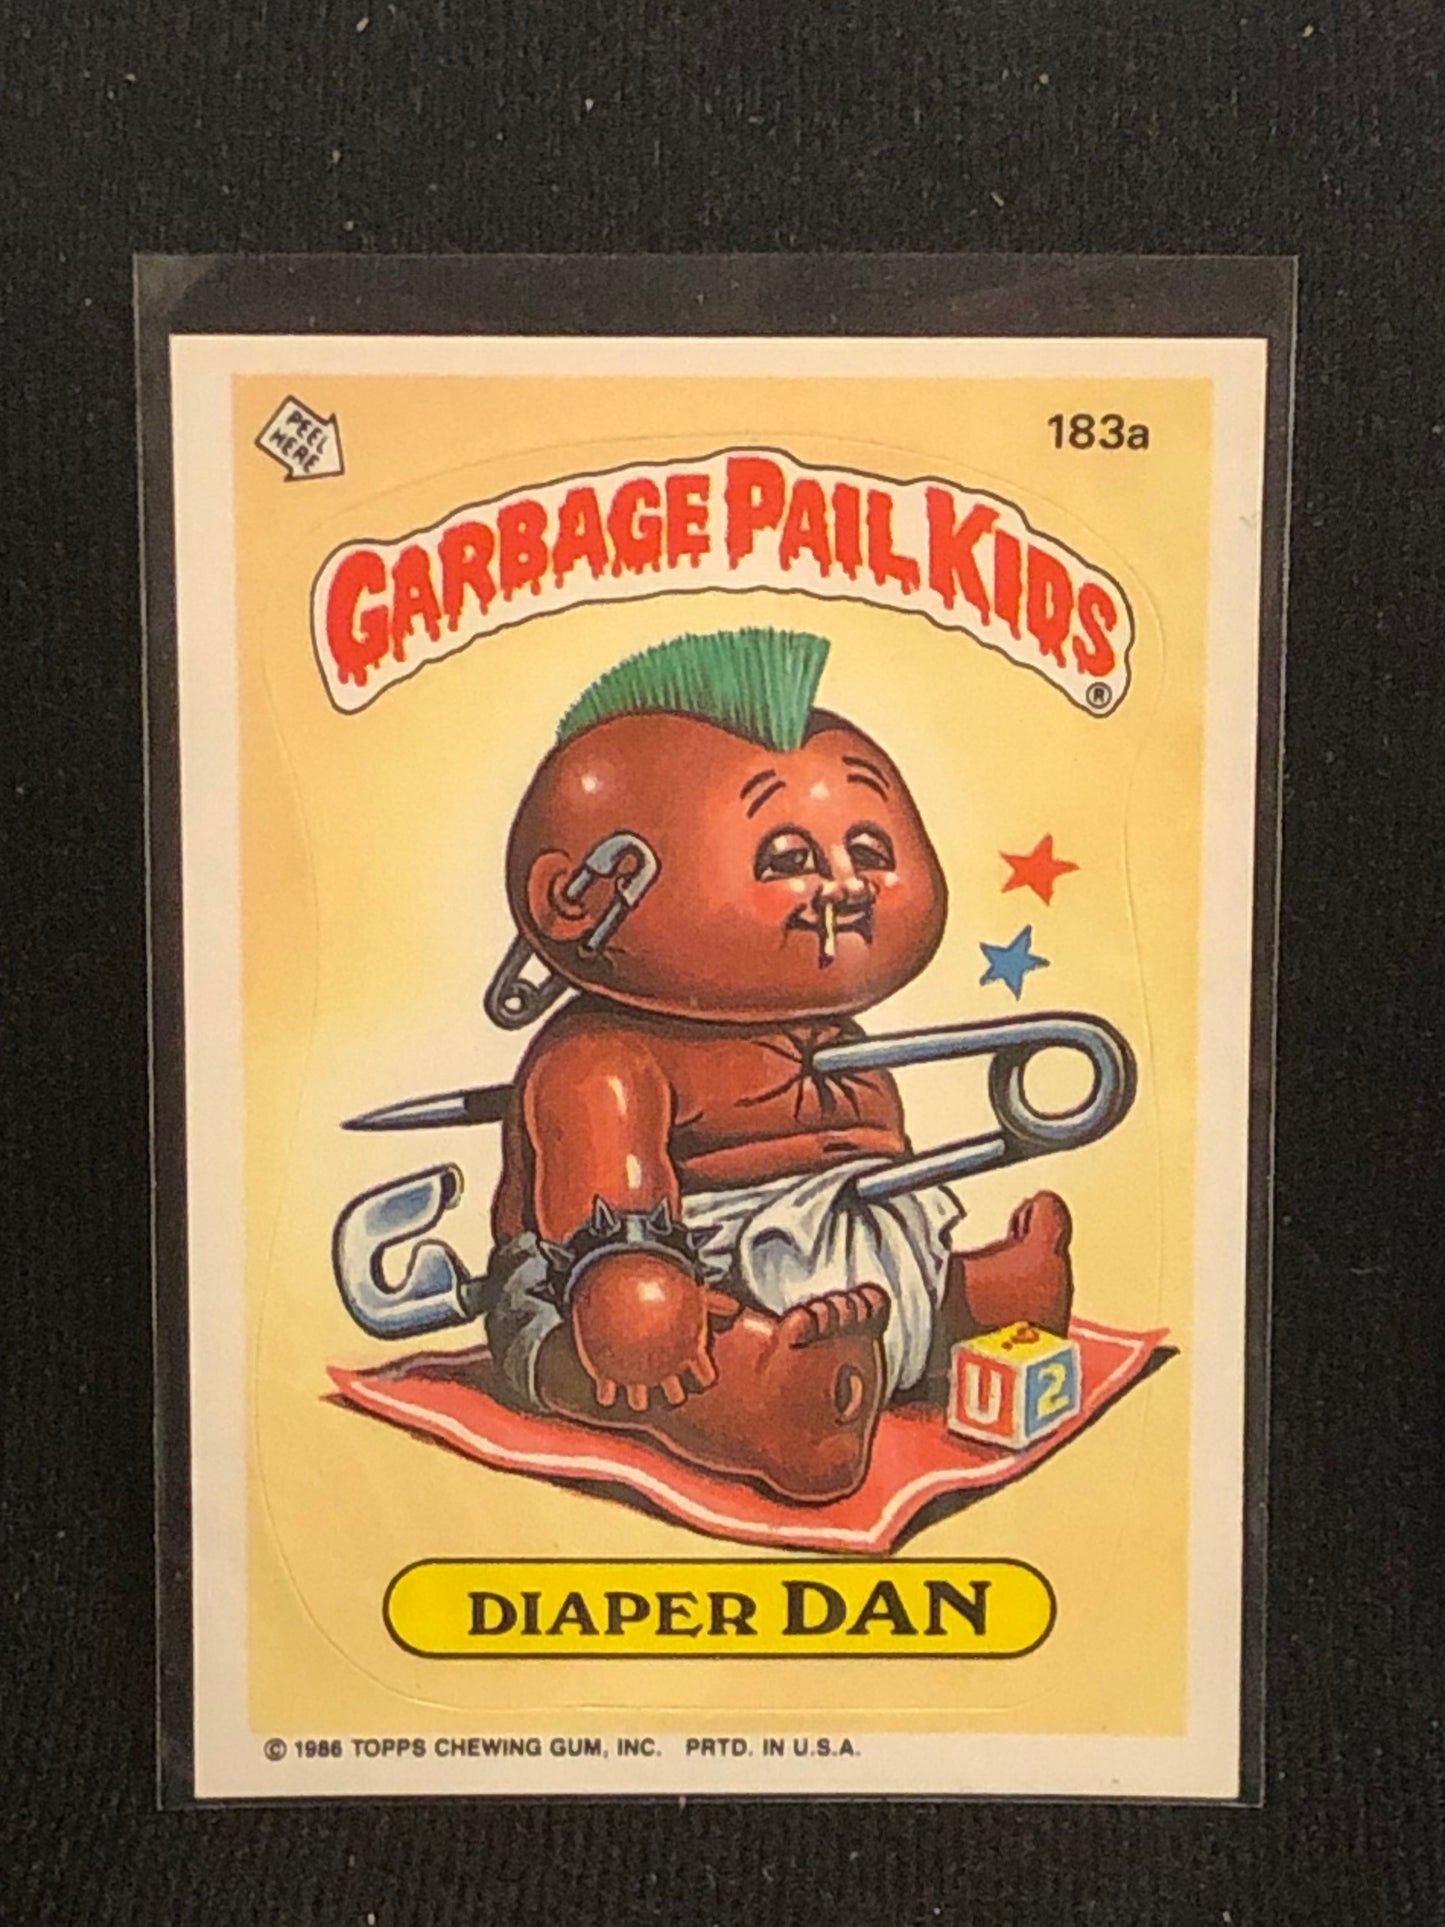 PEEL
HERE
183a
GARBAGE PAIL KIDS
®
U 2
DIAPER DAN
© 1986 TOPPS CHEWING GUM, INC. PRTD. IN U.S.A.